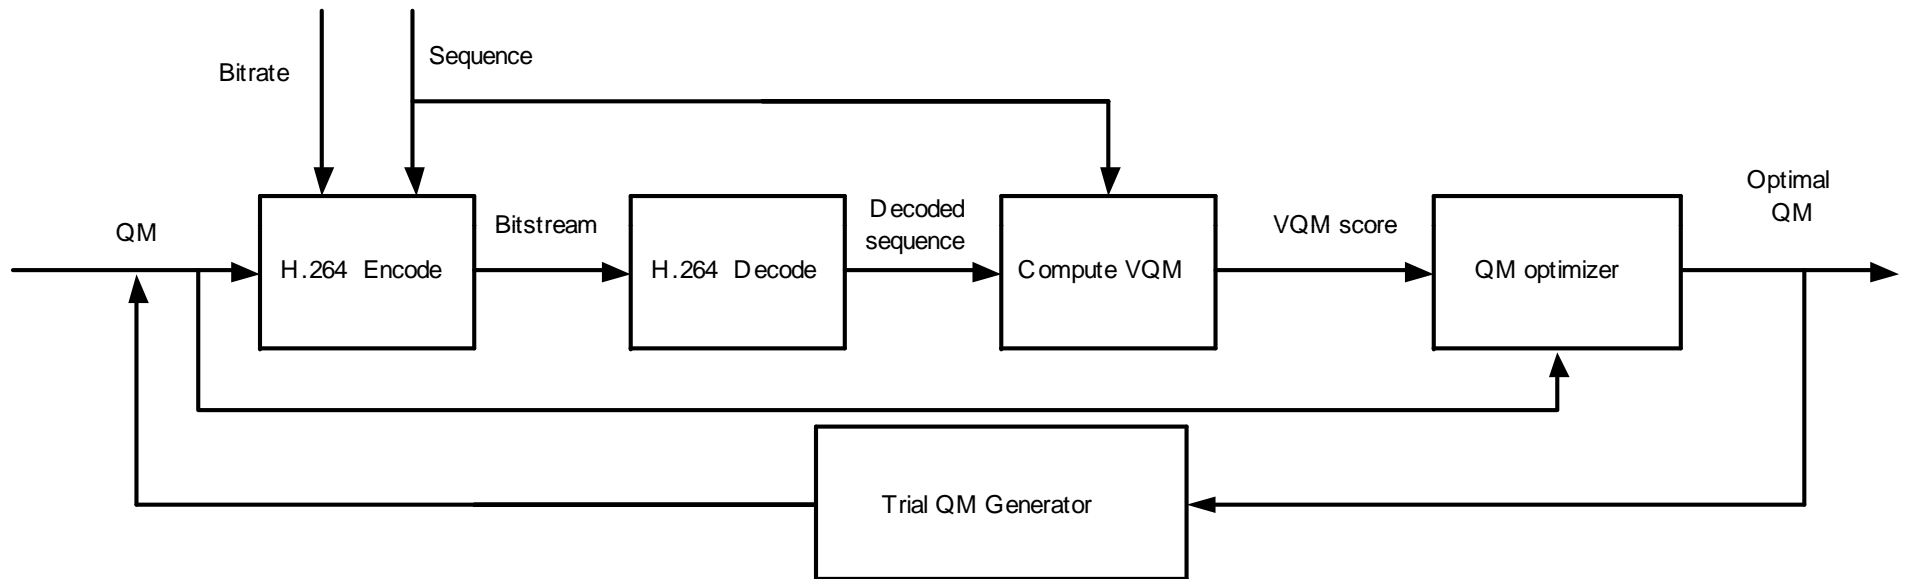 Bitrate
Sequence
QM
Bitstream
Decoded
sequence
VQM score
Optimal
QM
H.264 Encode
H.264 Decode
Compute VQM
QM optimizer
Trial QM Generator